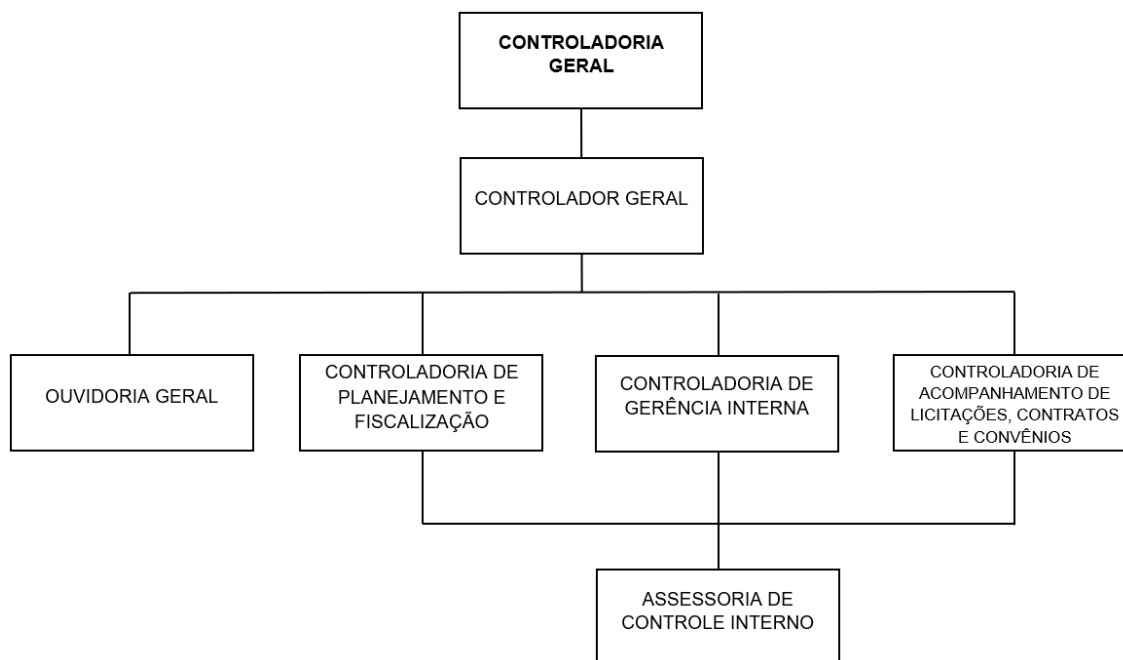 CONTROLADORIA
GERAL
CONTROLADOR GERAL
OUVIDORIA GERAL
CONTROLADORIA DE
PLANEJAMENTO E
FISCALIZAÇÃO
CONTROLADORIA DE
GERÊNCIA INTERNA
CONTROLADORIA DE
ACOMPANHAMENTO DE
LICITAÇÕES, CONTRATOS
E CONVÊNIOS
ASSESSORIA DE
CONTROLE INTERNO